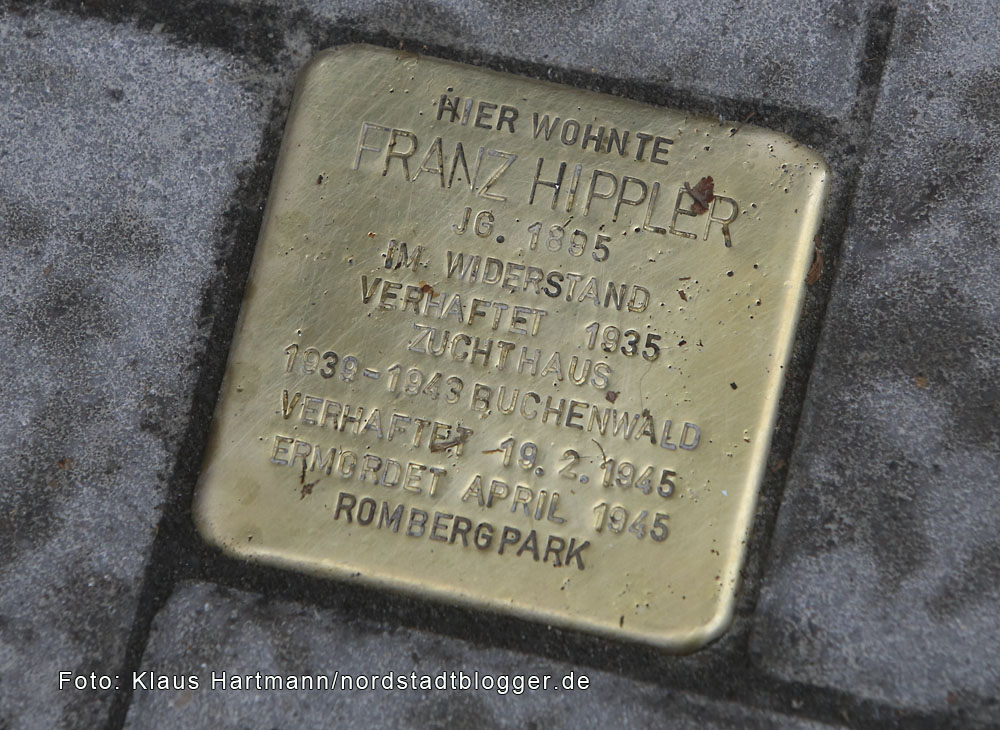 HIER WOHNTE
FRANZ HIPPLER
JG. 1895
IM WIDERSTAND
VERHAFTET 1935
ZUCHTHAUS
1939-1943 BUCHENWALD
VERHAFTET 19.2.1945
ERMORDET APRIL 1945
ROMBERGPARK
Foto: Klaus Hartmann/nordstadtblogger.de